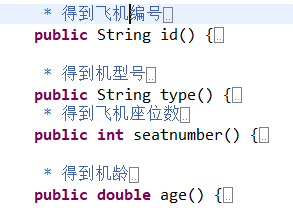 * 得到飞机编号
public String id() {
* 得到机型号
public String type() {
* 得到飞机座位数
public int seatnumber() {
* 得到机龄
public double age() {